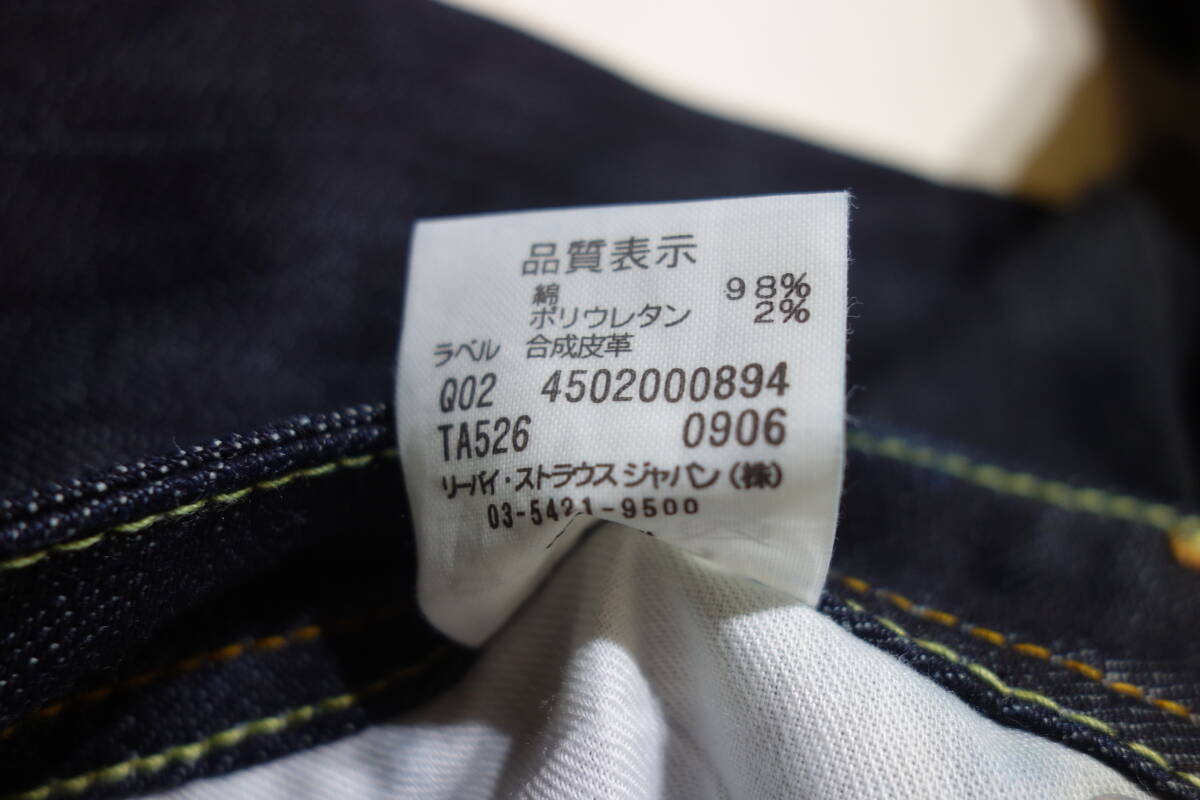 品質表示
綿 98%
ポリウレタン 2%
ラベル 合成皮革
Q02 4502000894
TA526 0906
リーバイ・ストラウス ジャパン(株)
03-5421-9500